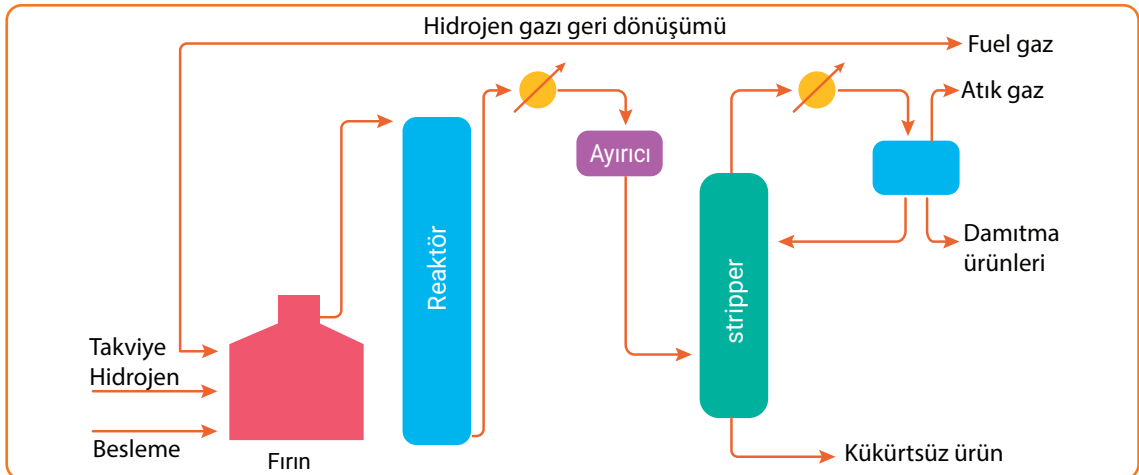 Hidrojen gazı geri dönüşümü
Fuel gaz
Atık gaz
Ayırıcı
Reaktör
stripper
Damıtma
ürünleri
Takviye
Hidrojen
Besleme
Fırın
Kükürtsüz ürün